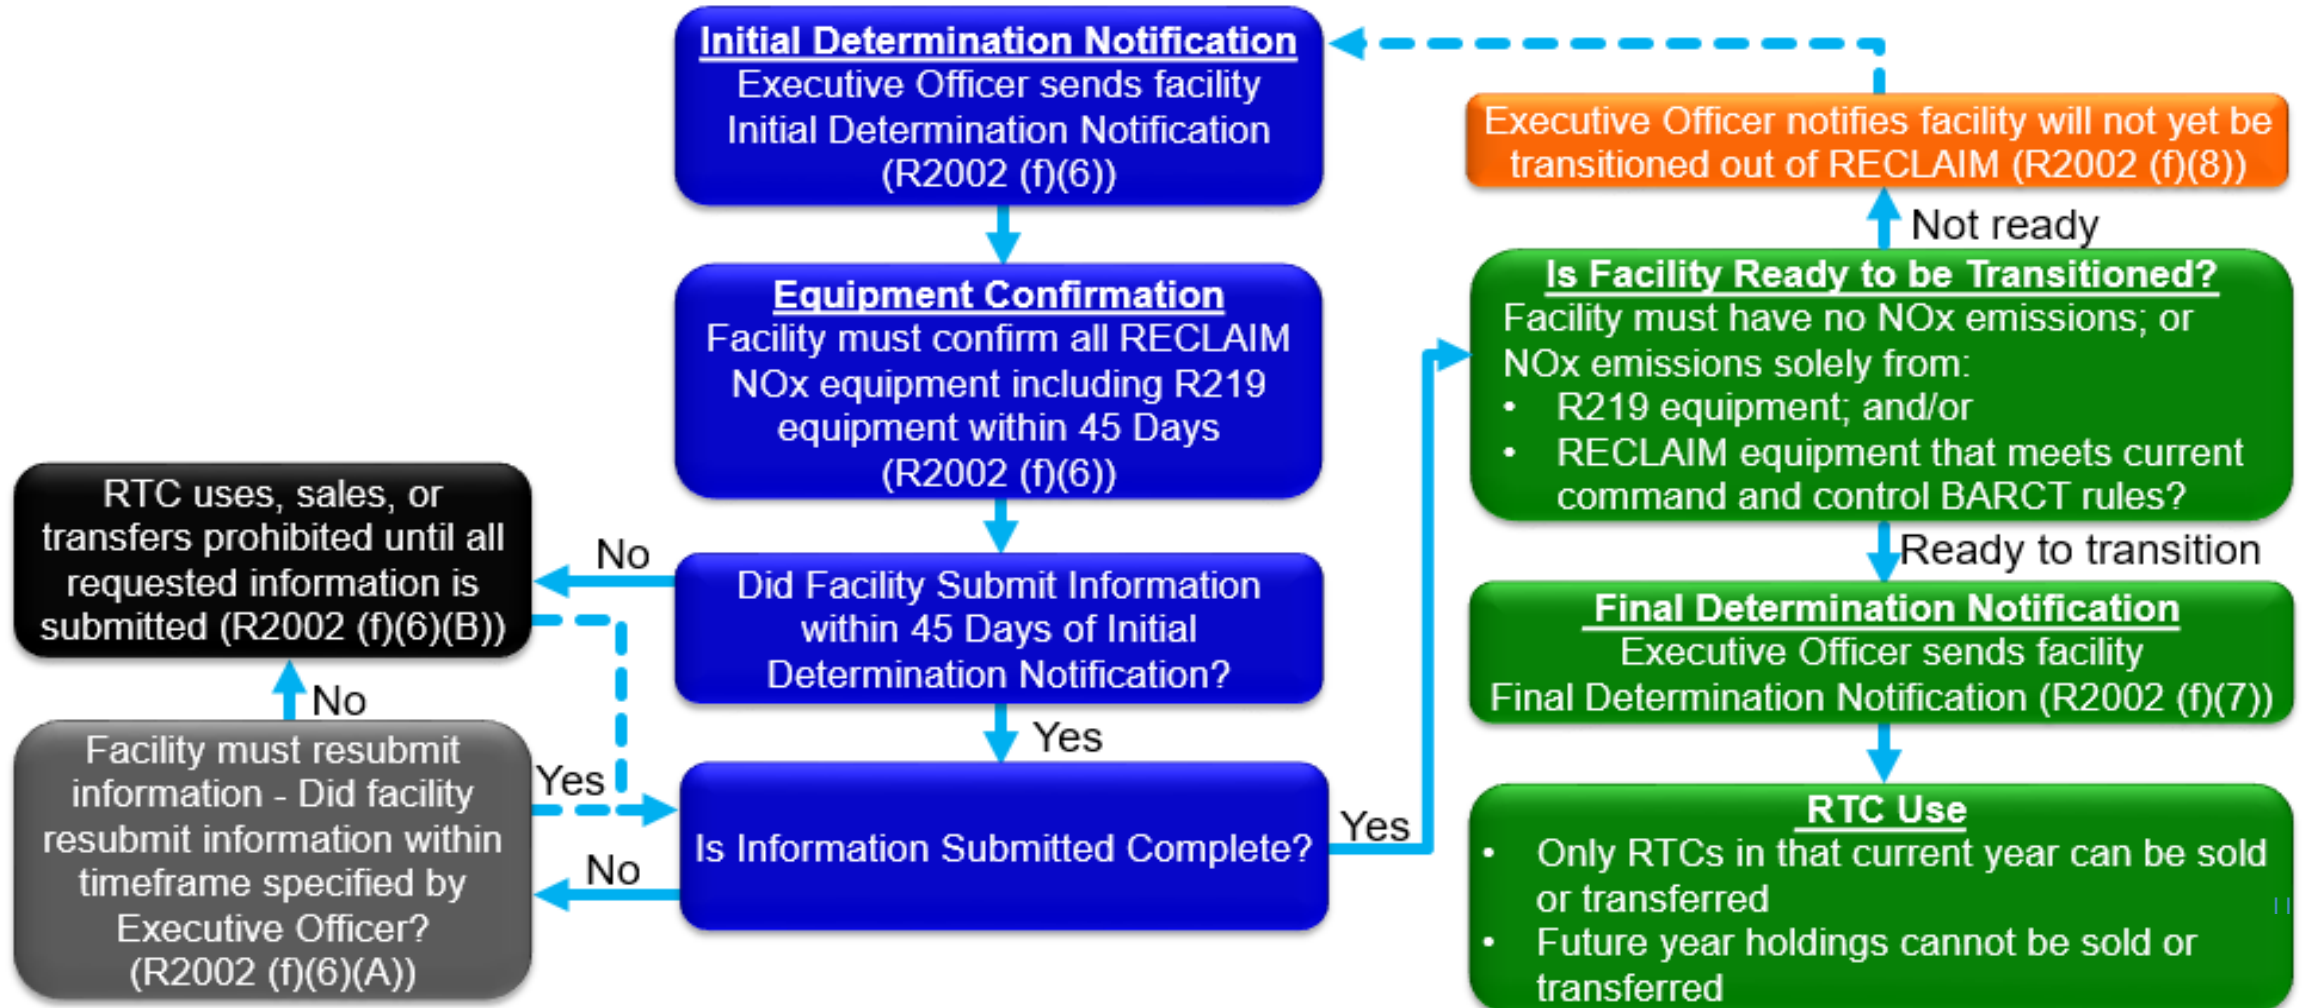 Initial Determination Notification
Executive Officer sends facility
Initial Determination Notification
(R2002 (f)(6))
Executive Officer notifies facility will not yet be
transitioned out of RECLAIM (R2002 (f)(8))
Not ready
Equipment Confirmation
Facility must confirm all RECLAIM
NOx equipment including R219
equipment within 45 Days
(R2002 (f)(6))
Is Facility Ready to be Transitioned?
Facility must have no NOx emissions; or
NOx emissions solely from:
• R219 equipment; and/or
• RECLAIM equipment that meets current
command and control BARCT rules?
Ready to transition
RTC uses, sales, or
transfers prohibited until all
requested information is
submitted (R2002 (f)(6)(B))
No
Did Facility Submit Information
within 45 Days of Initial
Determination Notification?
Yes
Final Determination Notification
Executive Officer sends facility
Final Determination Notification (R2002 (f)(7))
No
Facility must resubmit
information - Did facility
resubmit information within
timeframe specified by
Executive Officer?
(R2002 (f)(6)(A))
Yes
No
Is Information Submitted Complete?
Yes
RTC Use
• Only RTCs in that current year can be sold
or transferred
• Future year holdings cannot be sold or
transferred